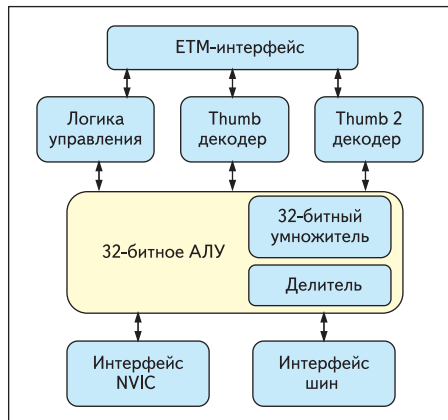 ETM-интерфейс
Логика
управления
Thumb
декодер
Thumb 2
декодер
32-битное АЛУ
32-битный
умножитель
Делитель
Интерфейс
NVIC
Интерфейс
шин